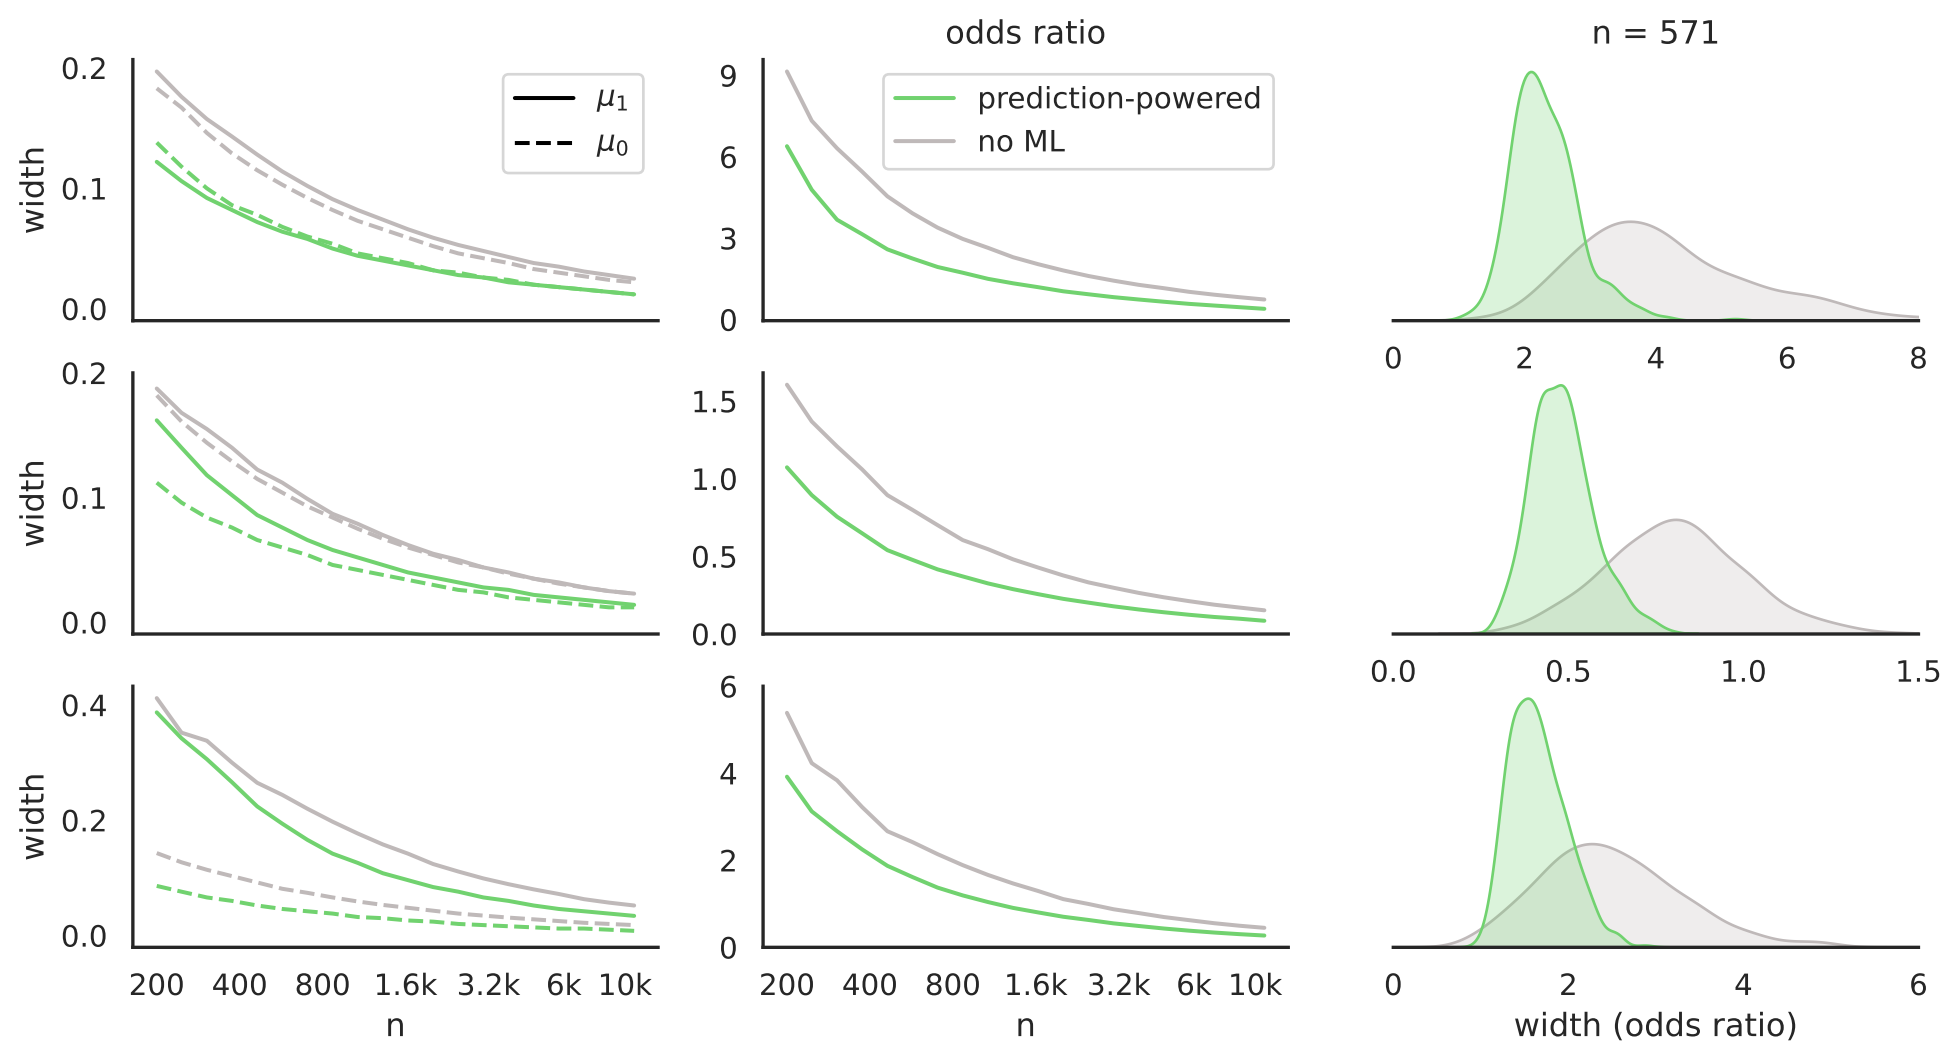 odds ratio
n = 571
0.2
0.1
0.0
width
μ1
μ0
9
6
3
0
prediction-powered
no ML
0 2 4 6 8
0.2
0.1
0.0
width
1.5
1.0
0.5
0.0
0.0 0.5 1.0 1.5
0.4
0.2
0.0
width
200 400 800 1.6k 3.2k 6k 10k
n
6
4
2
0
200 400 800 1.6k 3.2k 6k 10k
n
0 2 4 6
width (odds ratio)